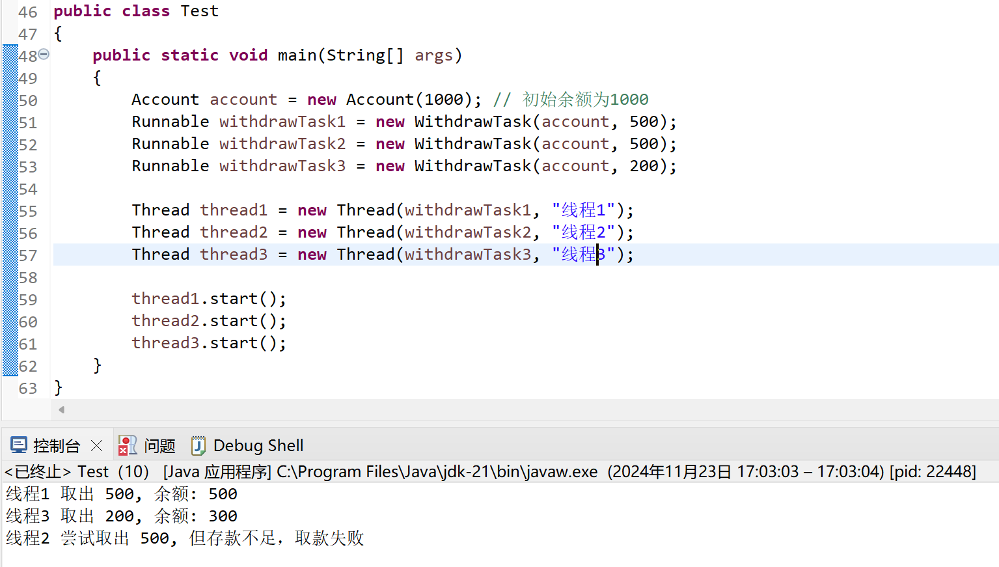 46 public class Test
47 {
48 public static void main(String[] args)
49 {
50 Account account = new Account(1000); // 初始余额为1000
51 Runnable withdrawTask1 = new WithdrawTask(account, 500);
52 Runnable withdrawTask2 = new WithdrawTask(account, 500);
53 Runnable withdrawTask3 = new WithdrawTask(account, 200);
54
55 Thread thread1 = new Thread(withdrawTask1, "线程1");
56 Thread thread2 = new Thread(withdrawTask2, "线程2");
57 Thread thread3 = new Thread(withdrawTask3, "线程3");
58
59 thread1.start();
60 thread2.start();
61 thread3.start();
62 }
63 }
控制台 问题 Debug Shell
<已终止> Test（10） [Java 应用程序] C:\Program Files\Java\jdk-21\bin\javaw.exe (2024年11月23日 17:03:03 – 17:03:04) [pid: 22448]
线程1 取出 500, 余额: 500
线程3 取出 200, 余额: 300
线程2 尝试取出 500, 但存款不足，取款失败